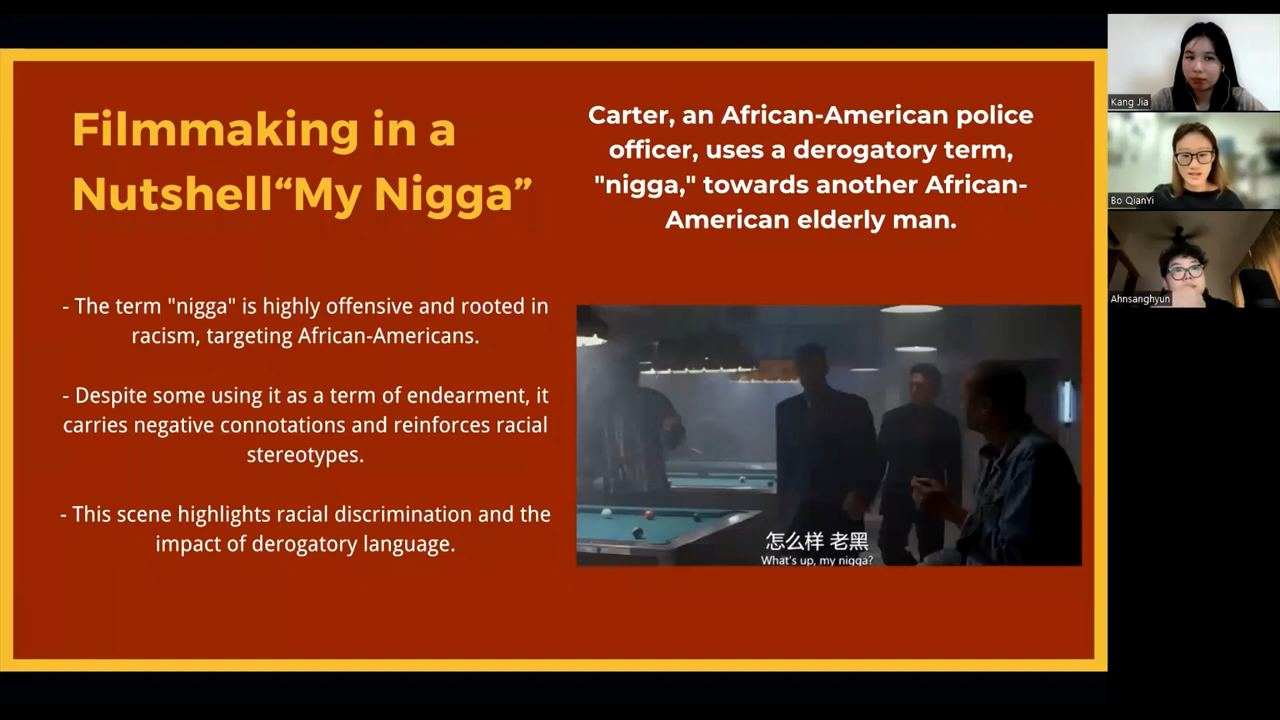 Filmmaking in a
Nutshell“My Nigga”
Carter, an African-American police
officer, uses a derogatory term,
"nigga," towards another African-
American elderly man.
- The term "nigga" is highly offensive and rooted in
racism, targeting African-Americans.
- Despite some using it as a term of endearment, it
carries negative connotations and reinforces racial
stereotypes.
- This scene highlights racial discrimination and the
impact of derogatory language.
怎么样 老黑
What's up, my nigga?
Kang Jia
Bo QianYi
Ahnsanghyun